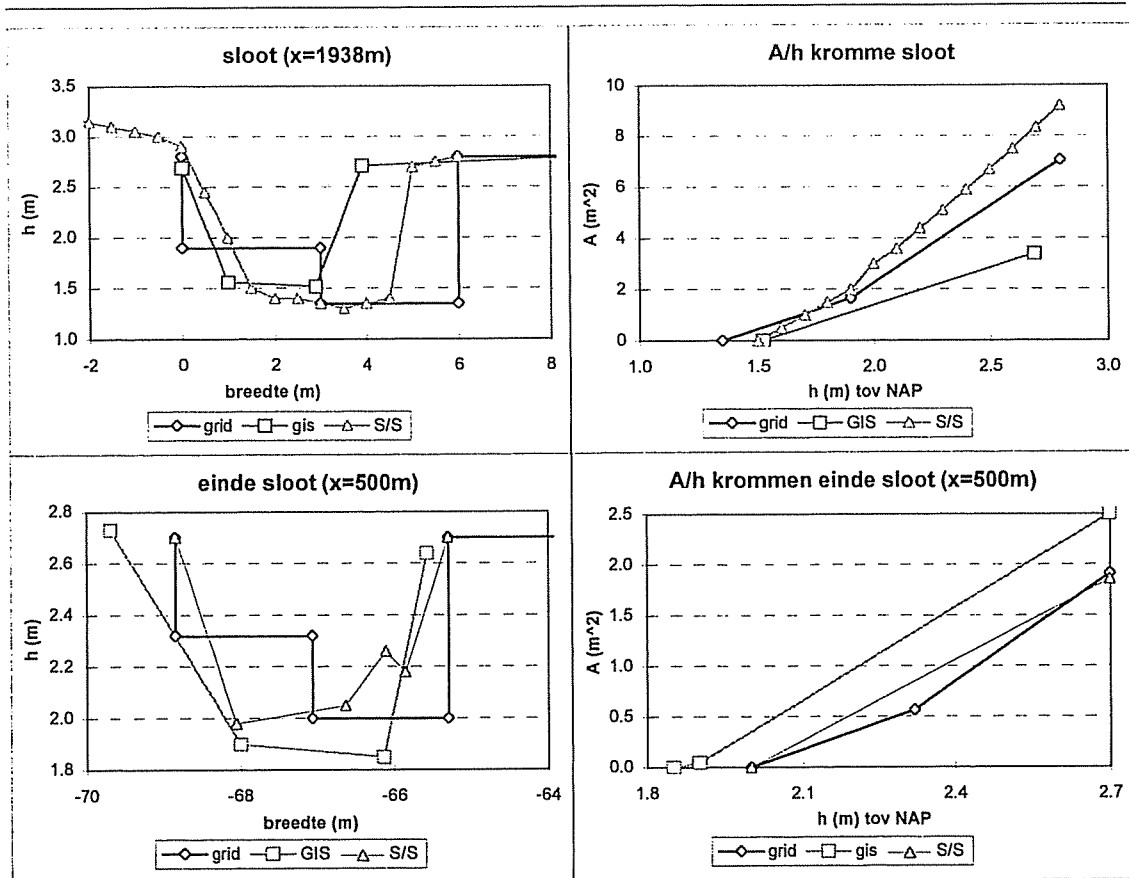 sloot (x=1938m)
h (m)
3.5
3.0
2.5
2.0
1.5
1.0
-2 0 2 4 6 8
breedte (m)
grid gis S/S
A/h kromme sloot
A (m^2)
10
8
6
4
2
0
1.0 1.5 2.0 2.5 3.0
h (m) tov NAP
grid GIS S/S
einde sloot (x=500m)
h (m)
2.8
2.6
2.4
2.2
2.0
1.8
-70 -68 -66 -64
breedte (m)
grid GIS S/S
A/h krommen einde sloot (x=500m)
A (m^2)
2.5
2.0
1.5
1.0
0.5
0.0
1.8 2.1 2.4 2.7
h (m) tov NAP
grid gis S/S